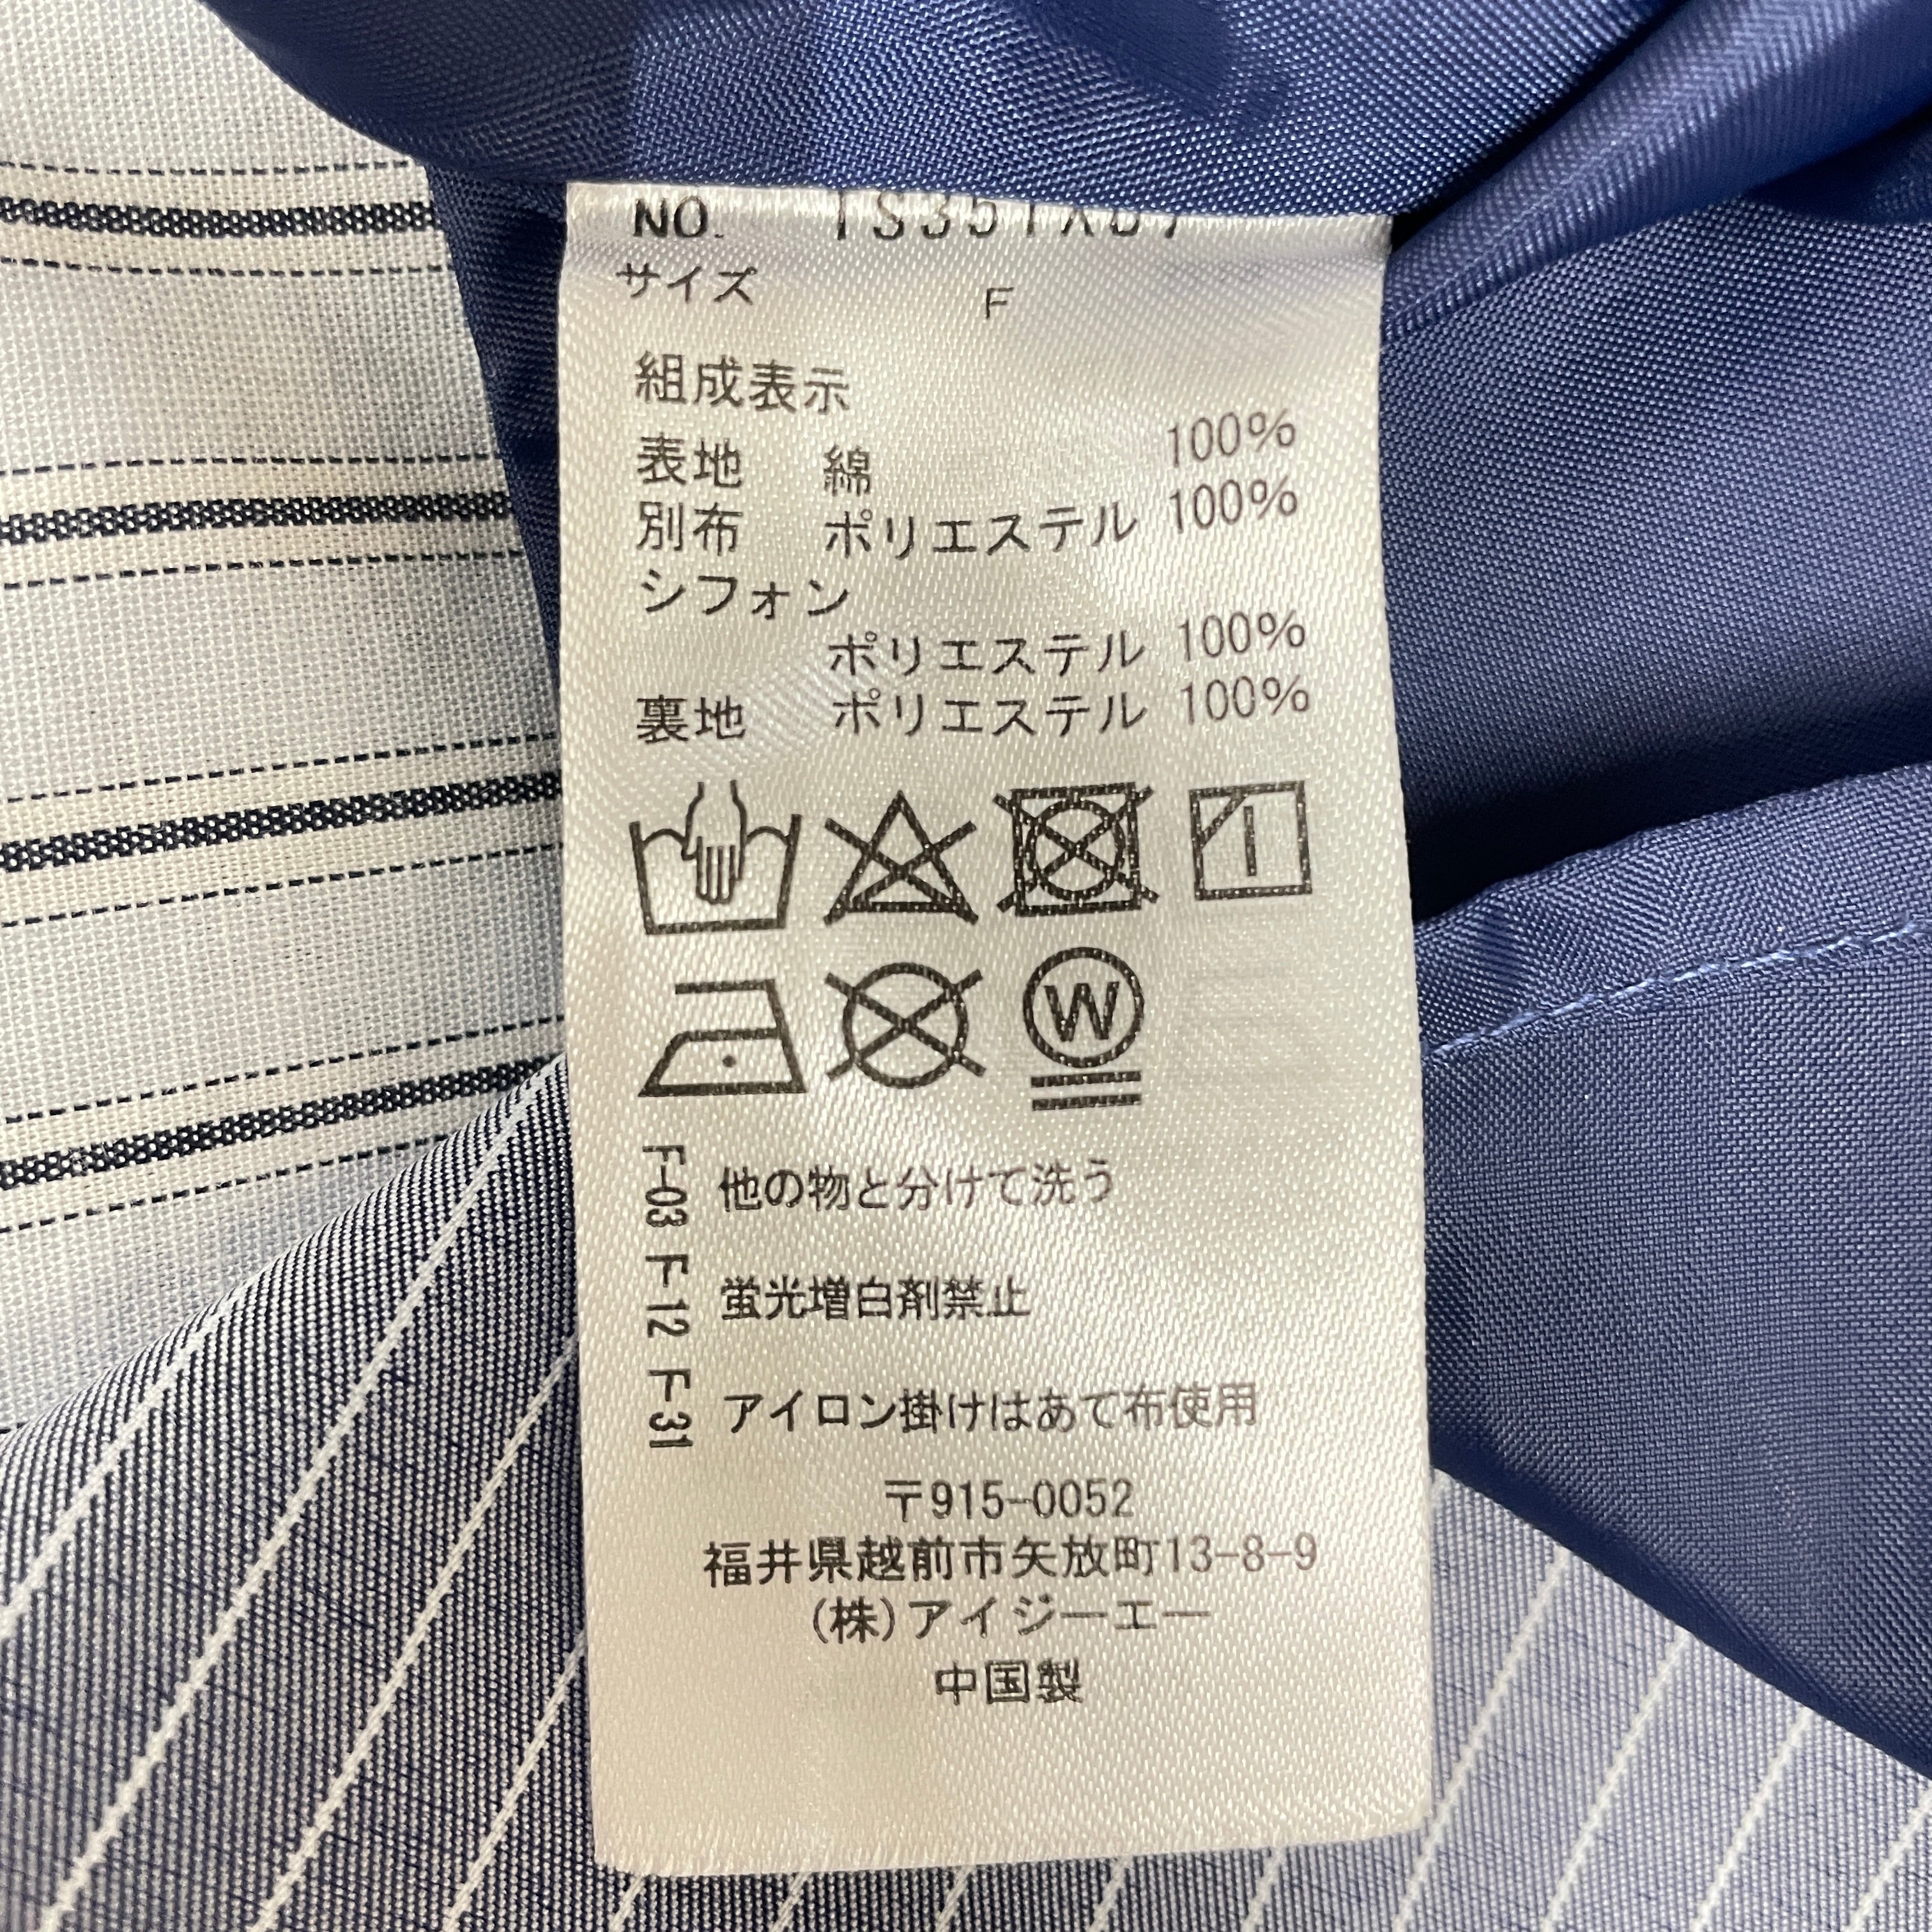 NO.
サイズ F
組成表示
表地 綿 100%
別布 ポリエステル 100%
シフォン
ポリエステル 100%
裏地 ポリエステル 100%
W
F-03 F-12 F-31
他の物と分けて洗う
蛍光増白剤禁止
アイロン掛けはあて布使用
〒915-0052
福井県越前市矢放町13-8-9
(株)アイジーエー
中国製